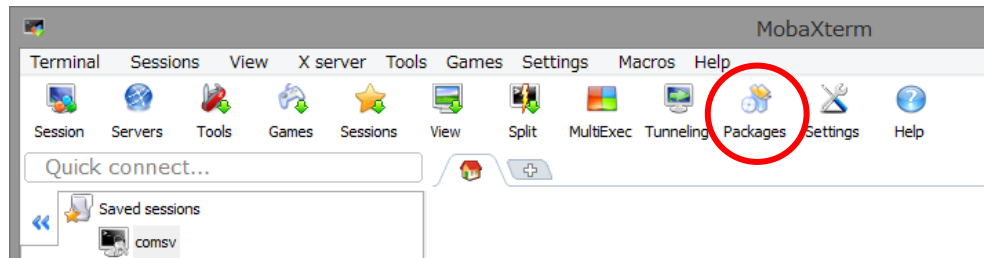 MobaXterm
Terminal Sessions View X server Tools Games Settings Macros Help
Session Servers Tools Games Sessions View Split MultiExec Tunneling Packages Settings Help
Quick connect...
Saved sessions
comsv